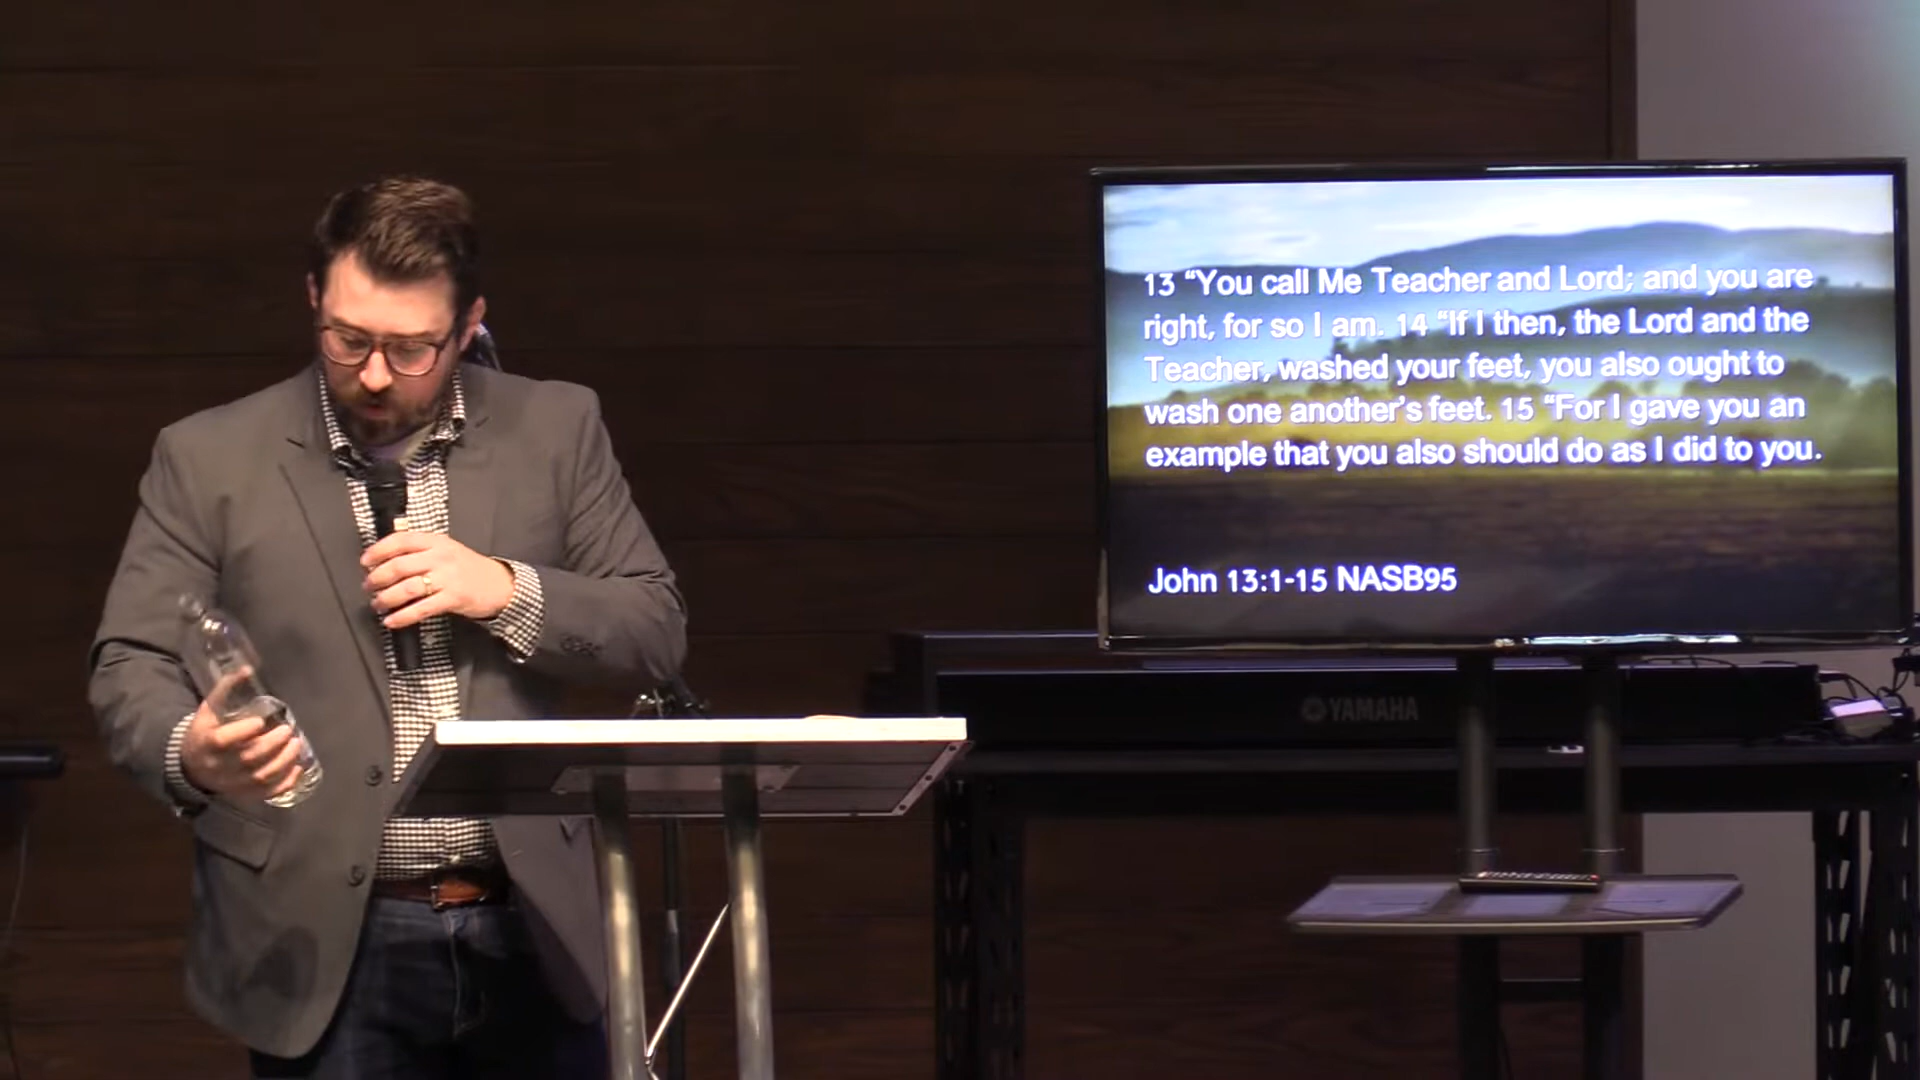 13 “You call Me Teacher and Lord; and you are
right, for so I am. 14 “If I then, the Lord and the
Teacher, washed your feet, you also ought to
wash one another’s feet. 15 “For I gave you an
example that you also should do as I did to you.
John 13:1-15 NASB95
YAMAHA